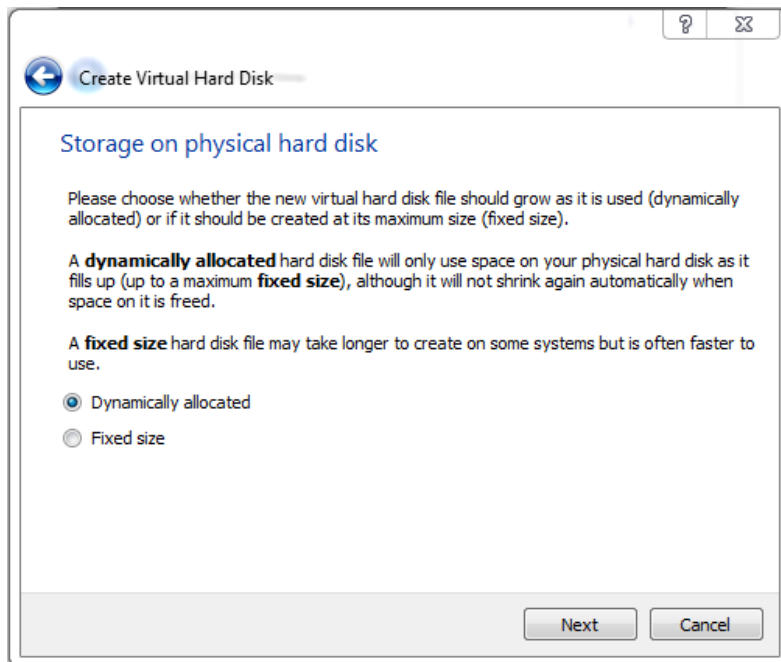 Create Virtual Hard Disk
Storage on physical hard disk
Please choose whether the new virtual hard disk file should grow as it is used (dynamically
allocated) or if it should be created at its maximum size (fixed size).
A dynamically allocated hard disk file will only use space on your physical hard disk as it
fills up (up to a maximum fixed size), although it will not shrink again automatically when
space on it is freed.
A fixed size hard disk file may take longer to create on some systems but is often faster to
use.
Dynamically allocated
Fixed size
Next Cancel